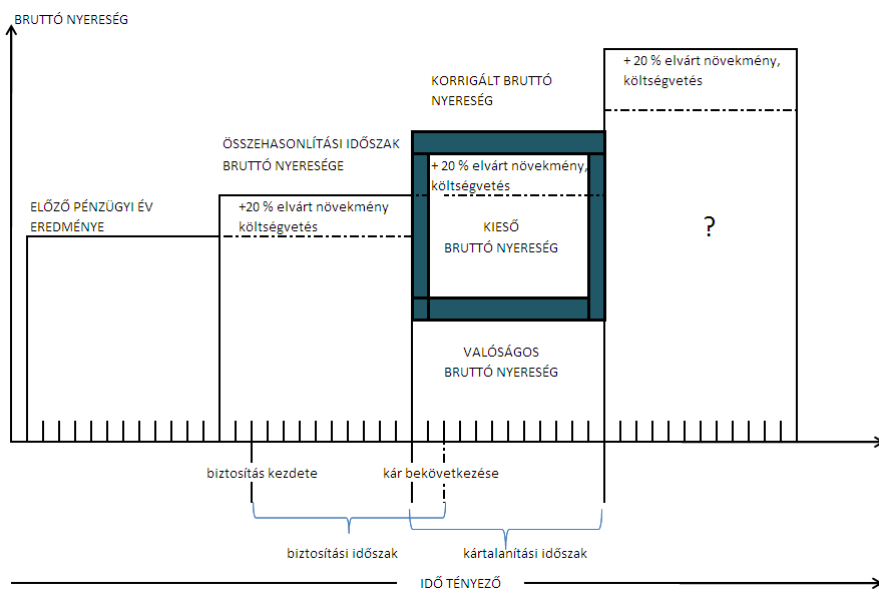 BRUTTÓ NYERESÉG
+ 20 % elvárt növekmény,
költségvetés
KORRIGÁLT BRUTTÓ
NYERESÉG
ÖSSZEHASONLÍTÁSI IDŐSZAK
BRUTTÓ NYERESÉGE
+ 20 % elvárt növekmény,
költségvetés
ELŐZŐ PÉNZÜGYI ÉV
EREDMÉNYE
+20 % elvárt növekmény
költségvetés
KIESŐ
BRUTTÓ NYERESÉG
?
VALÓSÁGOS
BRUTTÓ NYERESÉG
biztosítás kezdete
kár bekövetkezése
biztosítási időszak
kártalanítási időszak
IDŐ TÉNYEZŐ